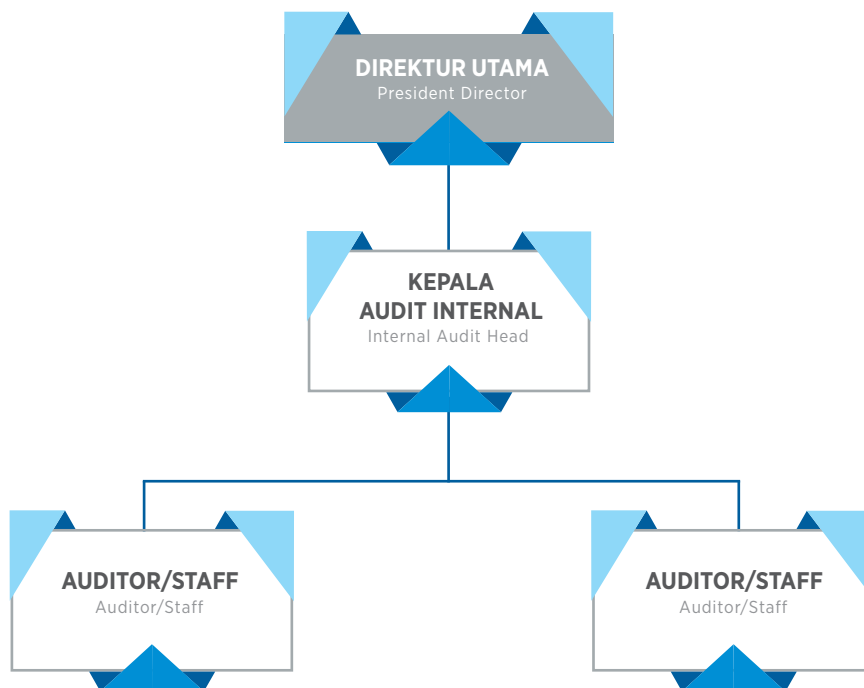 DIREKTUR UTAMA
President Director
KEPALA
AUDIT INTERNAL
Internal Audit Head
AUDITOR/STAFF
Auditor/Staff
AUDITOR/STAFF
Auditor/Staff